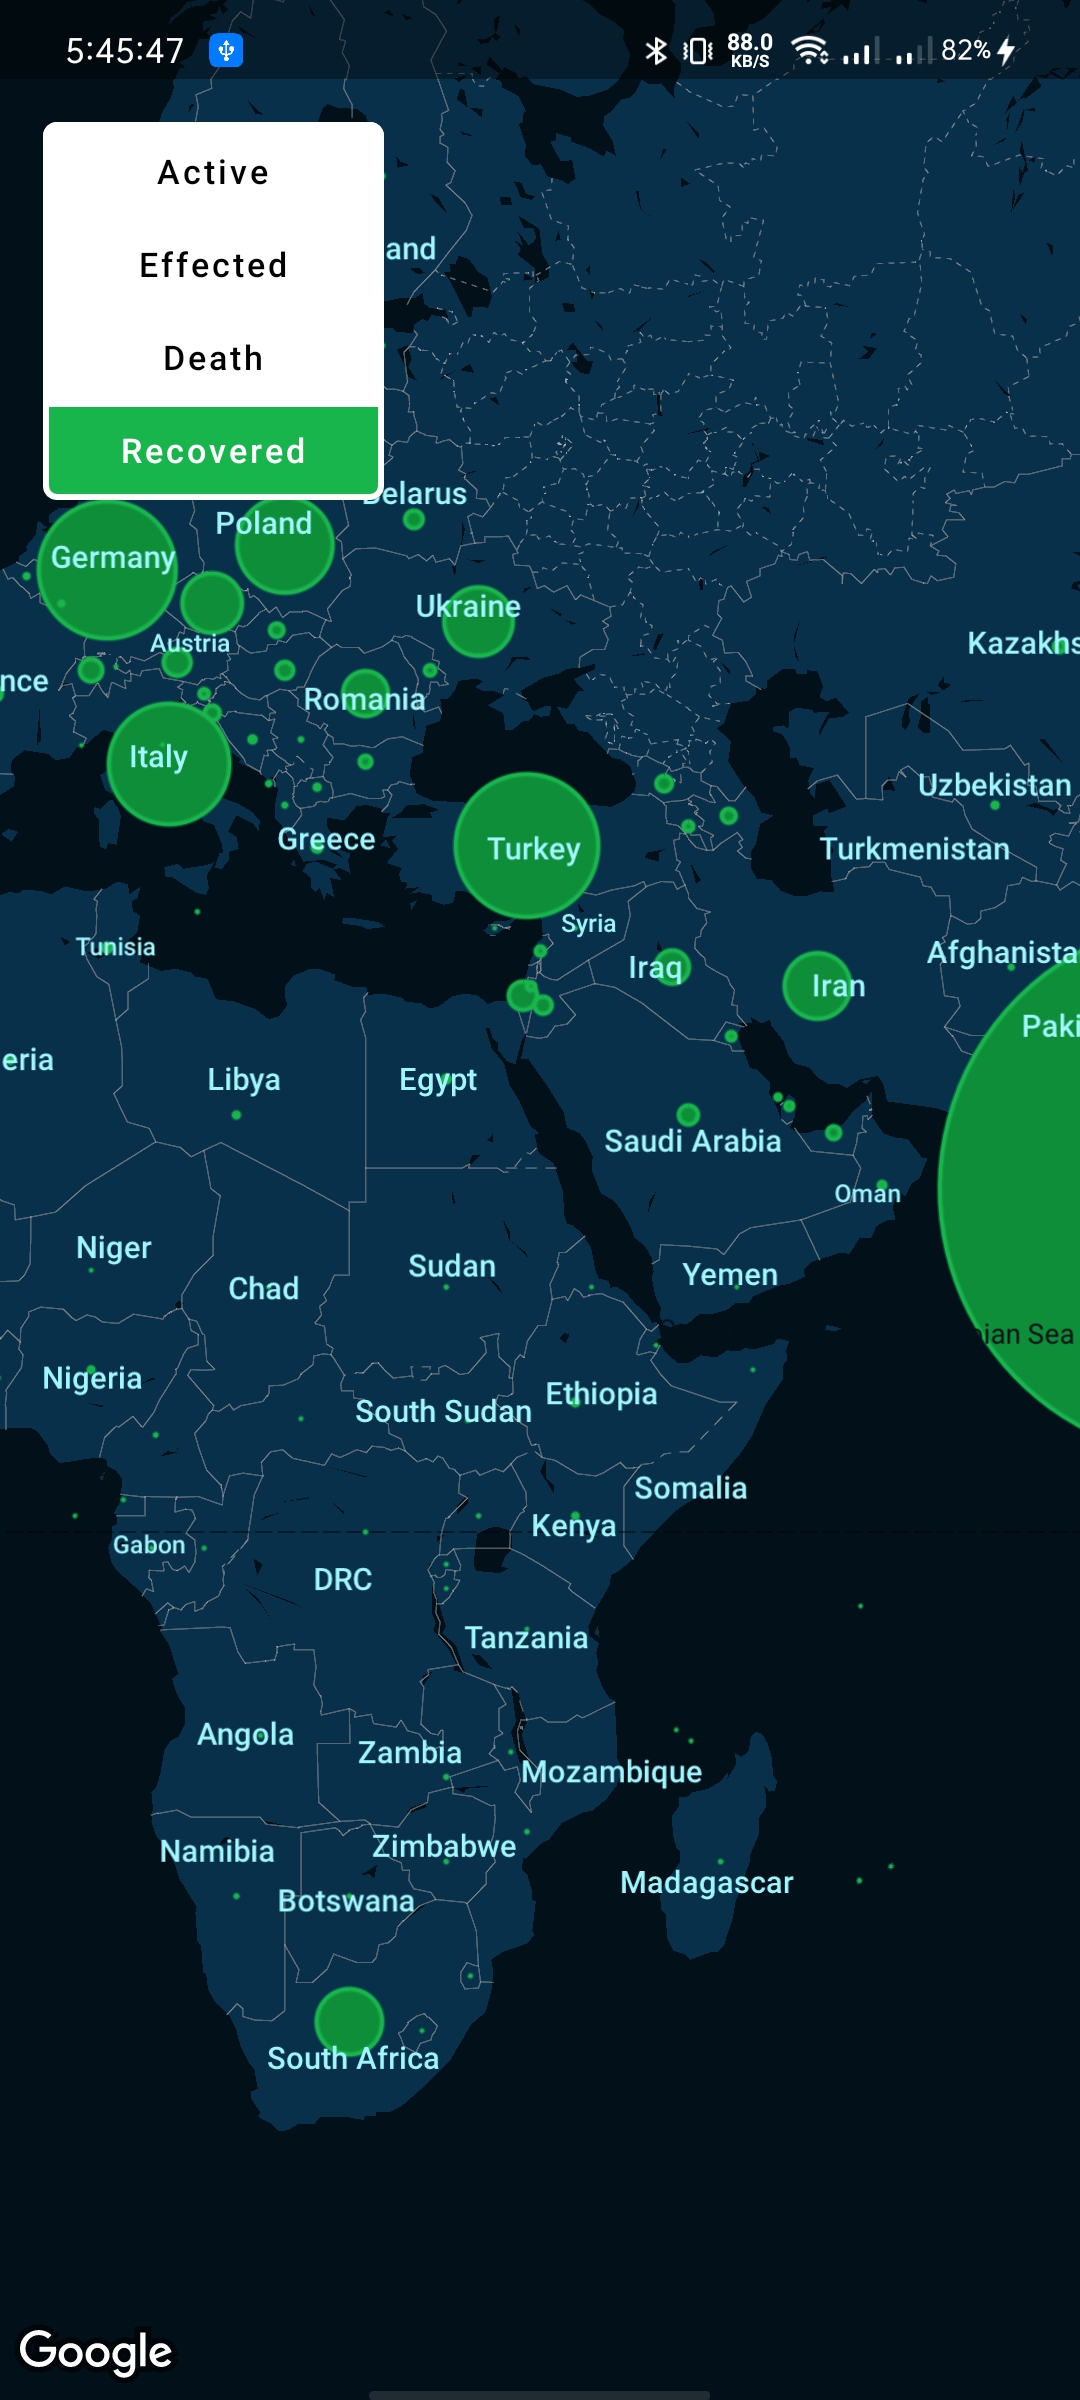 5:45:47
88.0
KB/S
82%
Active
Effected
Death
Recovered
and
Belarus
Poland
Germany
Ukraine
Austria
Kazakhs
nce
Romania
Italy
Uzbekistan
Greece
Turkey
Turkmenistan
Syria
Tunisia
Afghanista
Iraq
Iran
Paki
eria
Libya
Egypt
Saudi Arabia
Oman
Niger
Sudan
Yemen
Chad
ian Sea
Nigeria
Ethiopia
South Sudan
Somalia
Kenya
Gabon
DRC
Tanzania
Angola
Zambia
Mozambique
Namibia
Zimbabwe
Madagascar
Botswana
South Africa
Google